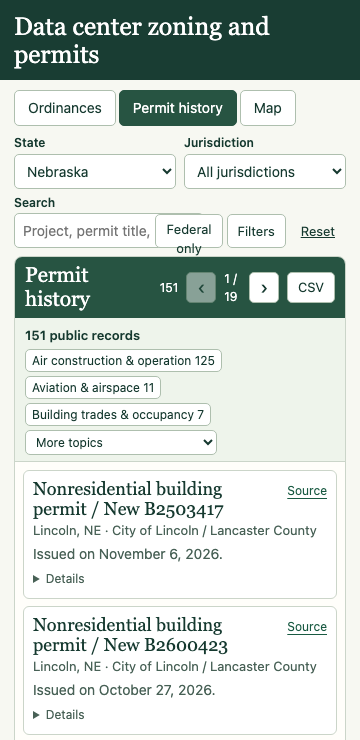 Data center zoning and
permits
Ordinances
Permit history
Map
State
Jurisdiction
Nebraska
All jurisdictions
Search
Project, permit title,
Federal
only
Filters
Reset
Permit
history
151
‹
1 /
19
›
CSV
151 public records
Air construction & operation 125
Aviation & airspace 11
Building trades & occupancy 7
More topics
Nonresidential building
permit / New B2503417
Source
Lincoln, NE · City of Lincoln / Lancaster County
Issued on November 6, 2026.
Details
Nonresidential building
permit / New B2600423
Source
Lincoln, NE · City of Lincoln / Lancaster County
Issued on October 27, 2026.
Details